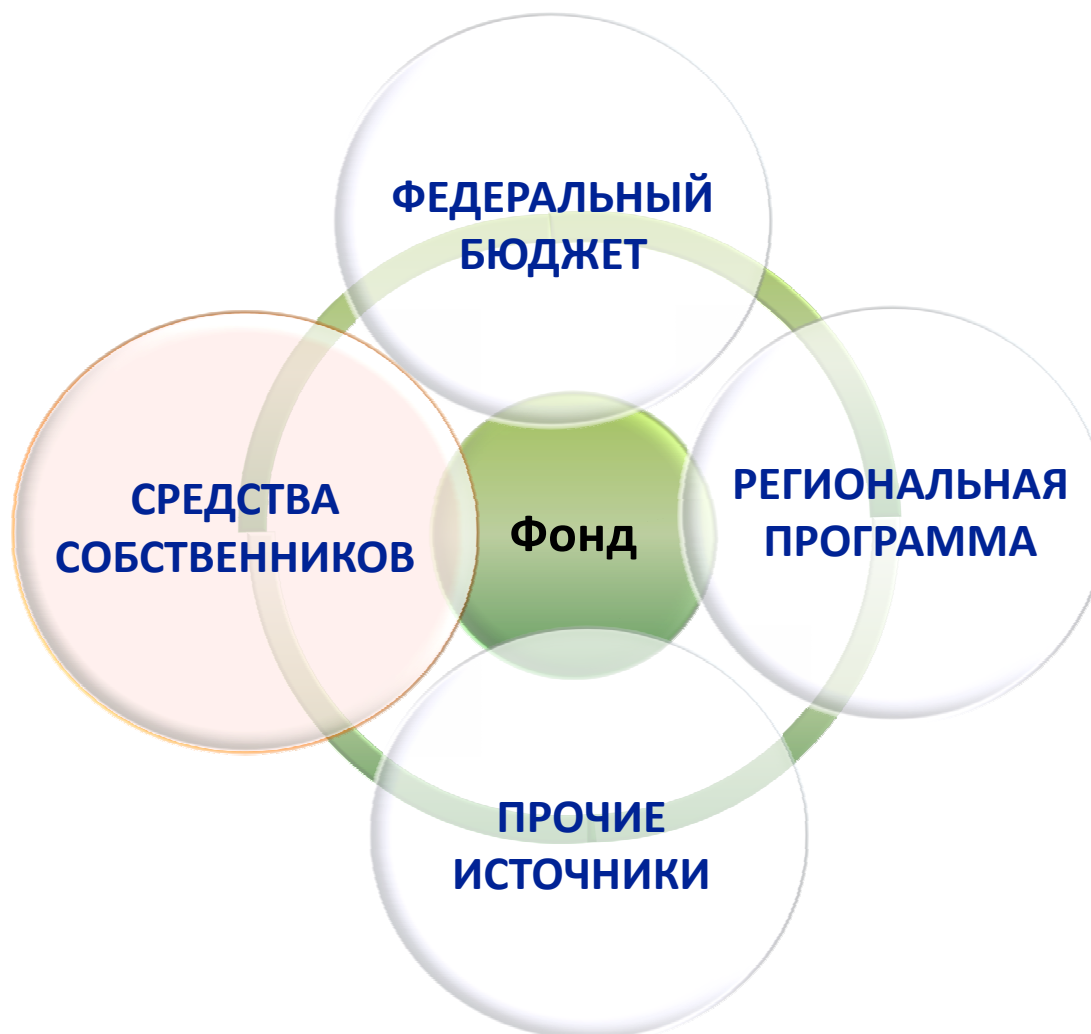 ФЕДЕРАЛЬНЫЙ
БЮДЖЕТ
СРЕДСТВА
СОБСТВЕННИКОВ
Фонд
РЕГИОНАЛЬНАЯ
ПРОГРАММА
ПРОЧИЕ
ИСТОЧНИКИ